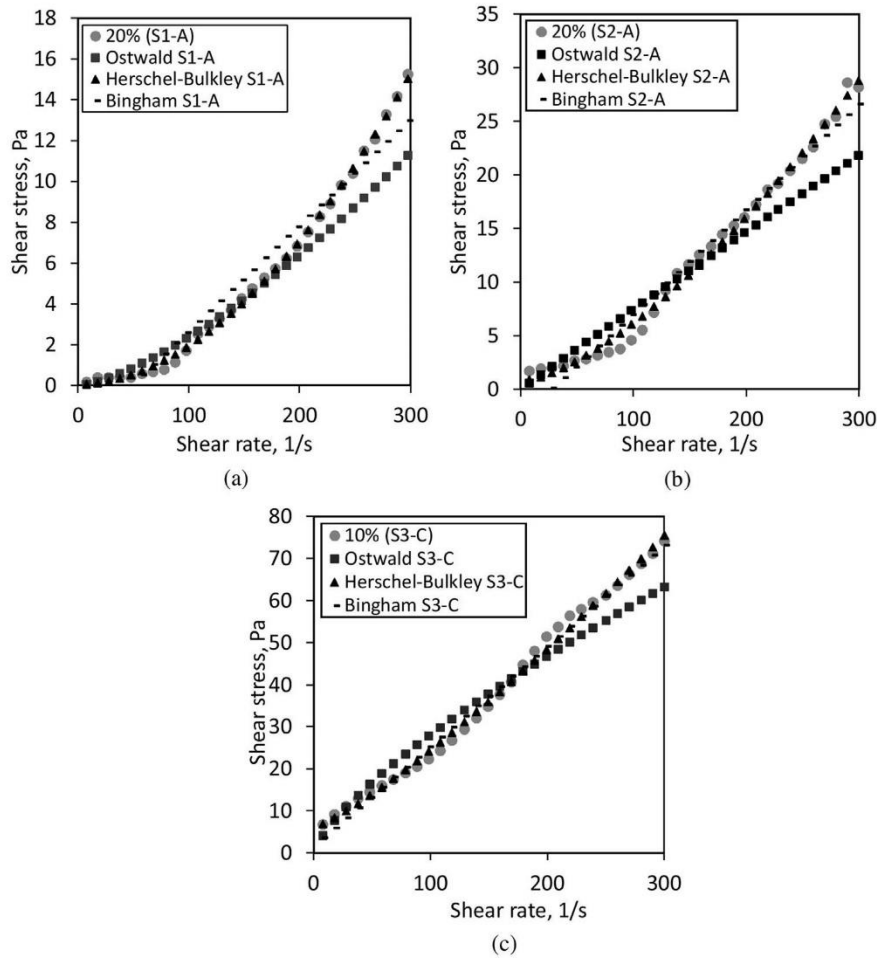 18
16
14
12
10
8
6
4
2
0
Shear stress, Pa
20% (S1-A)
Ostwald S1-A
Herschel-Bulkley S1-A
Bingham S1-A
0
100
200
300
Shear rate, 1/s
(a)
35
30
25
20
15
10
5
0
Shear stress, Pa
20% (S2-A)
Ostwald S2-A
Herschel-Bulkley S2-A
Bingham S2-A
0
100
200
300
Shear rate, 1/s
(b)
80
70
60
50
40
30
20
10
0
Shear stress, Pa
10% (S3-C)
Ostwald S3-C
Herschel-Bulkley S3-C
Bingham S3-C
0
100
200
300
Shear rate, 1/s
(c)